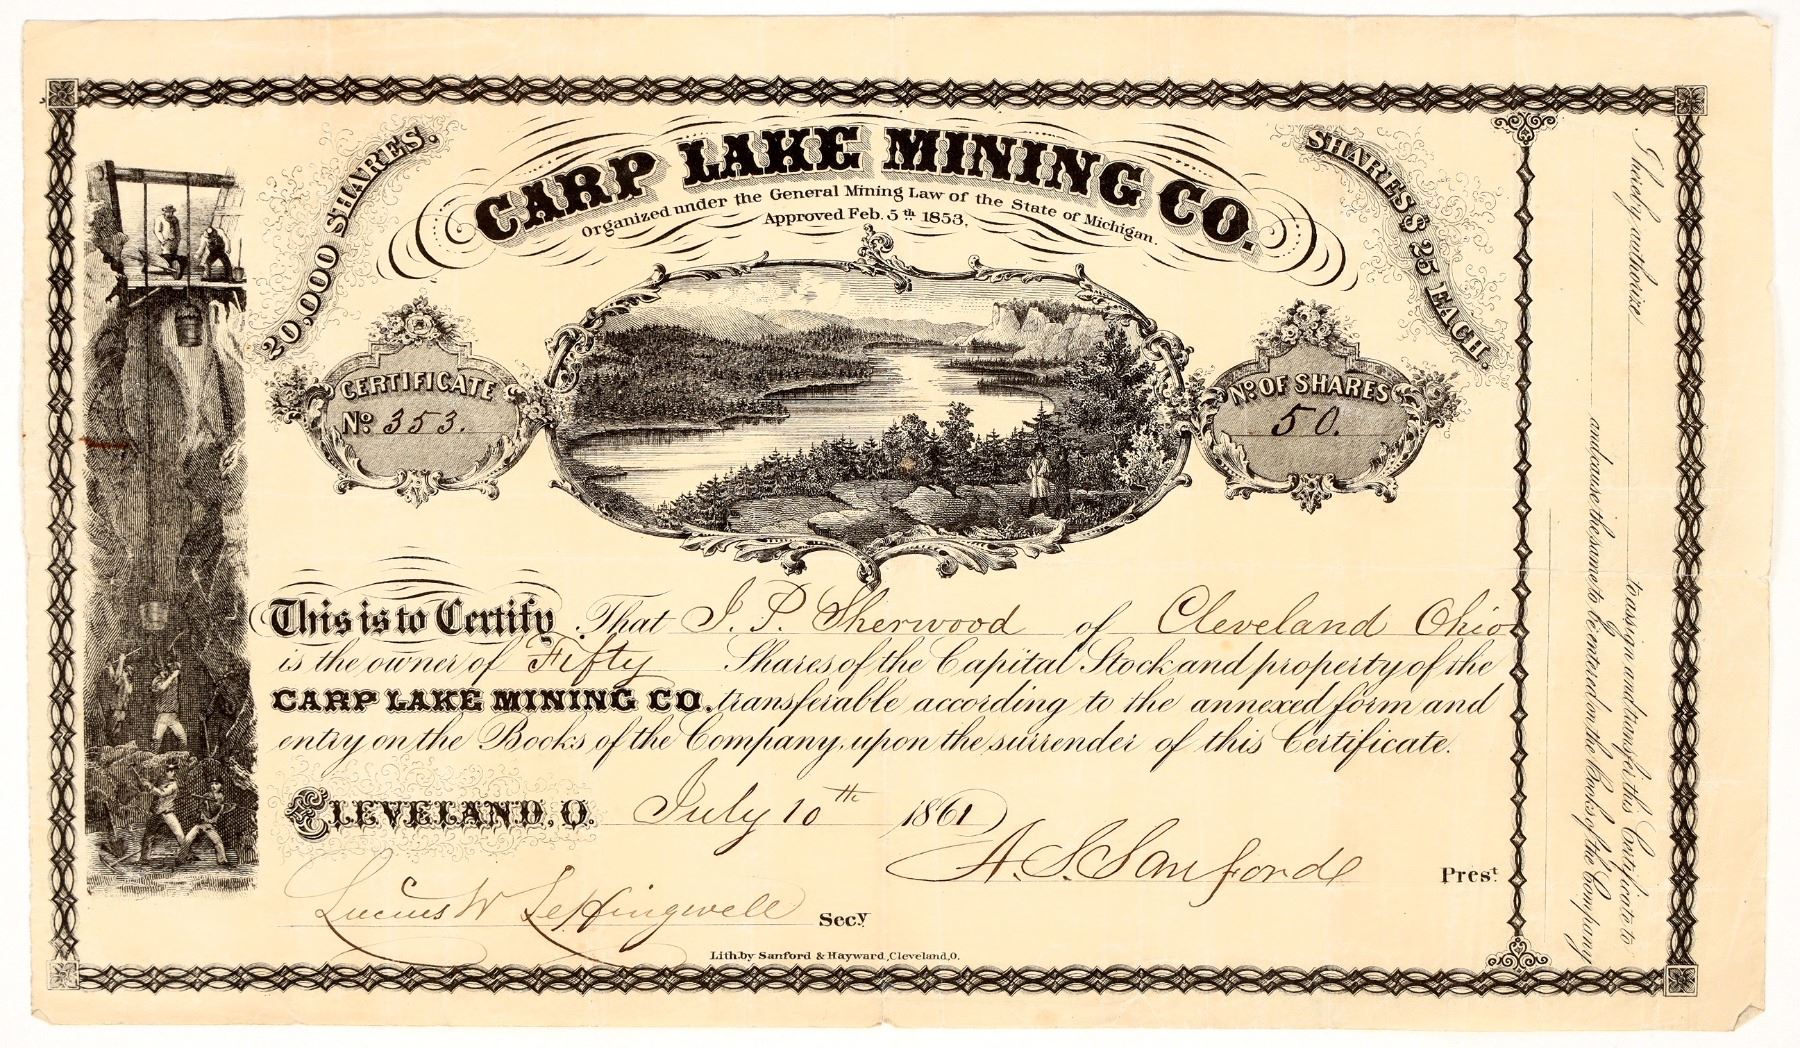 20,000 SHARES.
CARP LAKE MINING CO.
SHARES $25 EACH.
Organized under the General Mining Law of the State of Michigan.
Approved Feb. 5th 1853.
CERTIFICATE
No. 353.
No. OF SHARES
50.
This is to Certify That J. P. Sherwood of Cleveland Ohio
is the owner of Fifty Shares of the Capital Stock and property of the
CARP LAKE MINING CO. transferable according to the annexed form and
entry on the Books of the Company, upon the surrender of this Certificate.
CLEVELAND, O. July 10th 1861
A. S. Sanford Prest
Lucius W Leffingwell Secy
Lith. by Sanford & Hayward, Cleveland, O.
I hereby authorize
to assign and transfer this Certificate to
and cause the same to be entered on the Books of the Company